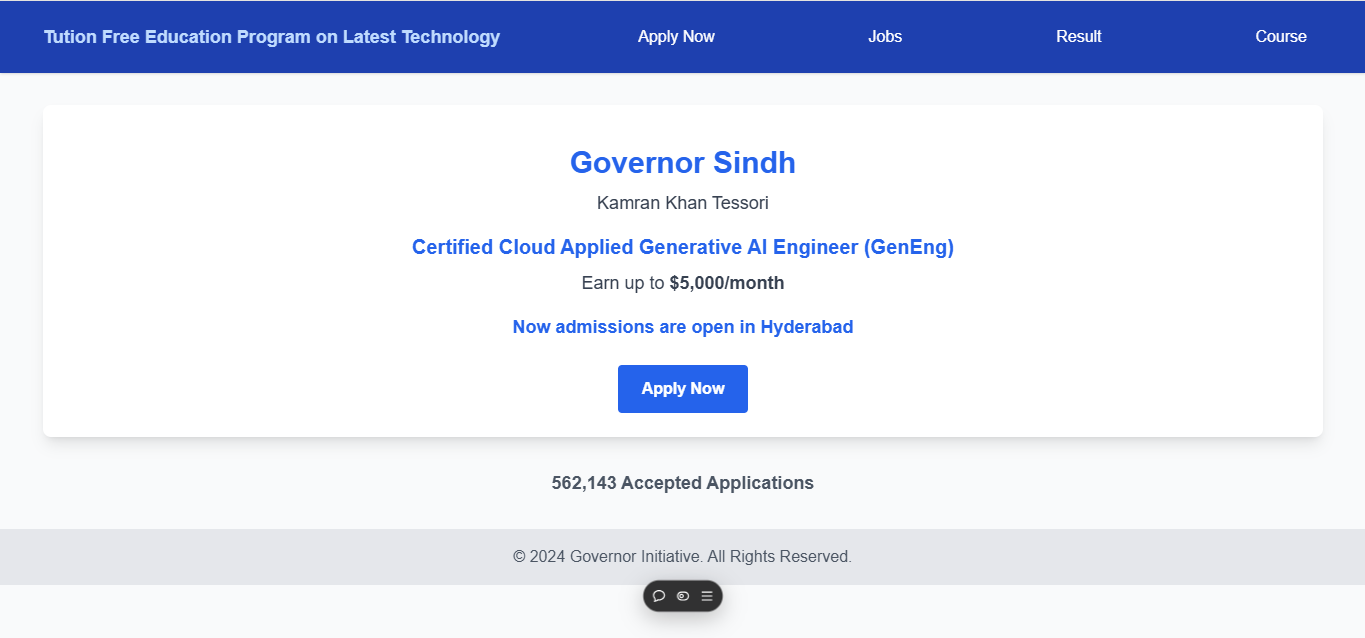 Tution Free Education Program on Latest Technology
Apply Now
Jobs
Result
Course
Governor Sindh
Kamran Khan Tessori
Certified Cloud Applied Generative AI Engineer (GenEng)
Earn up to $5,000/month
Now admissions are open in Hyderabad
Apply Now
562,143 Accepted Applications
© 2024 Governor Initiative. All Rights Reserved.